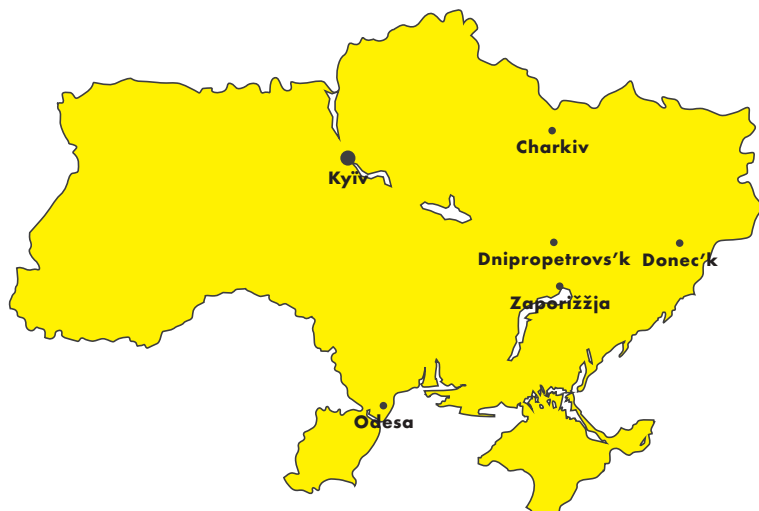 Charkiv
Kyïv
Dnipropetrovs’k
Donec’k
Zaporižžja
Odesa